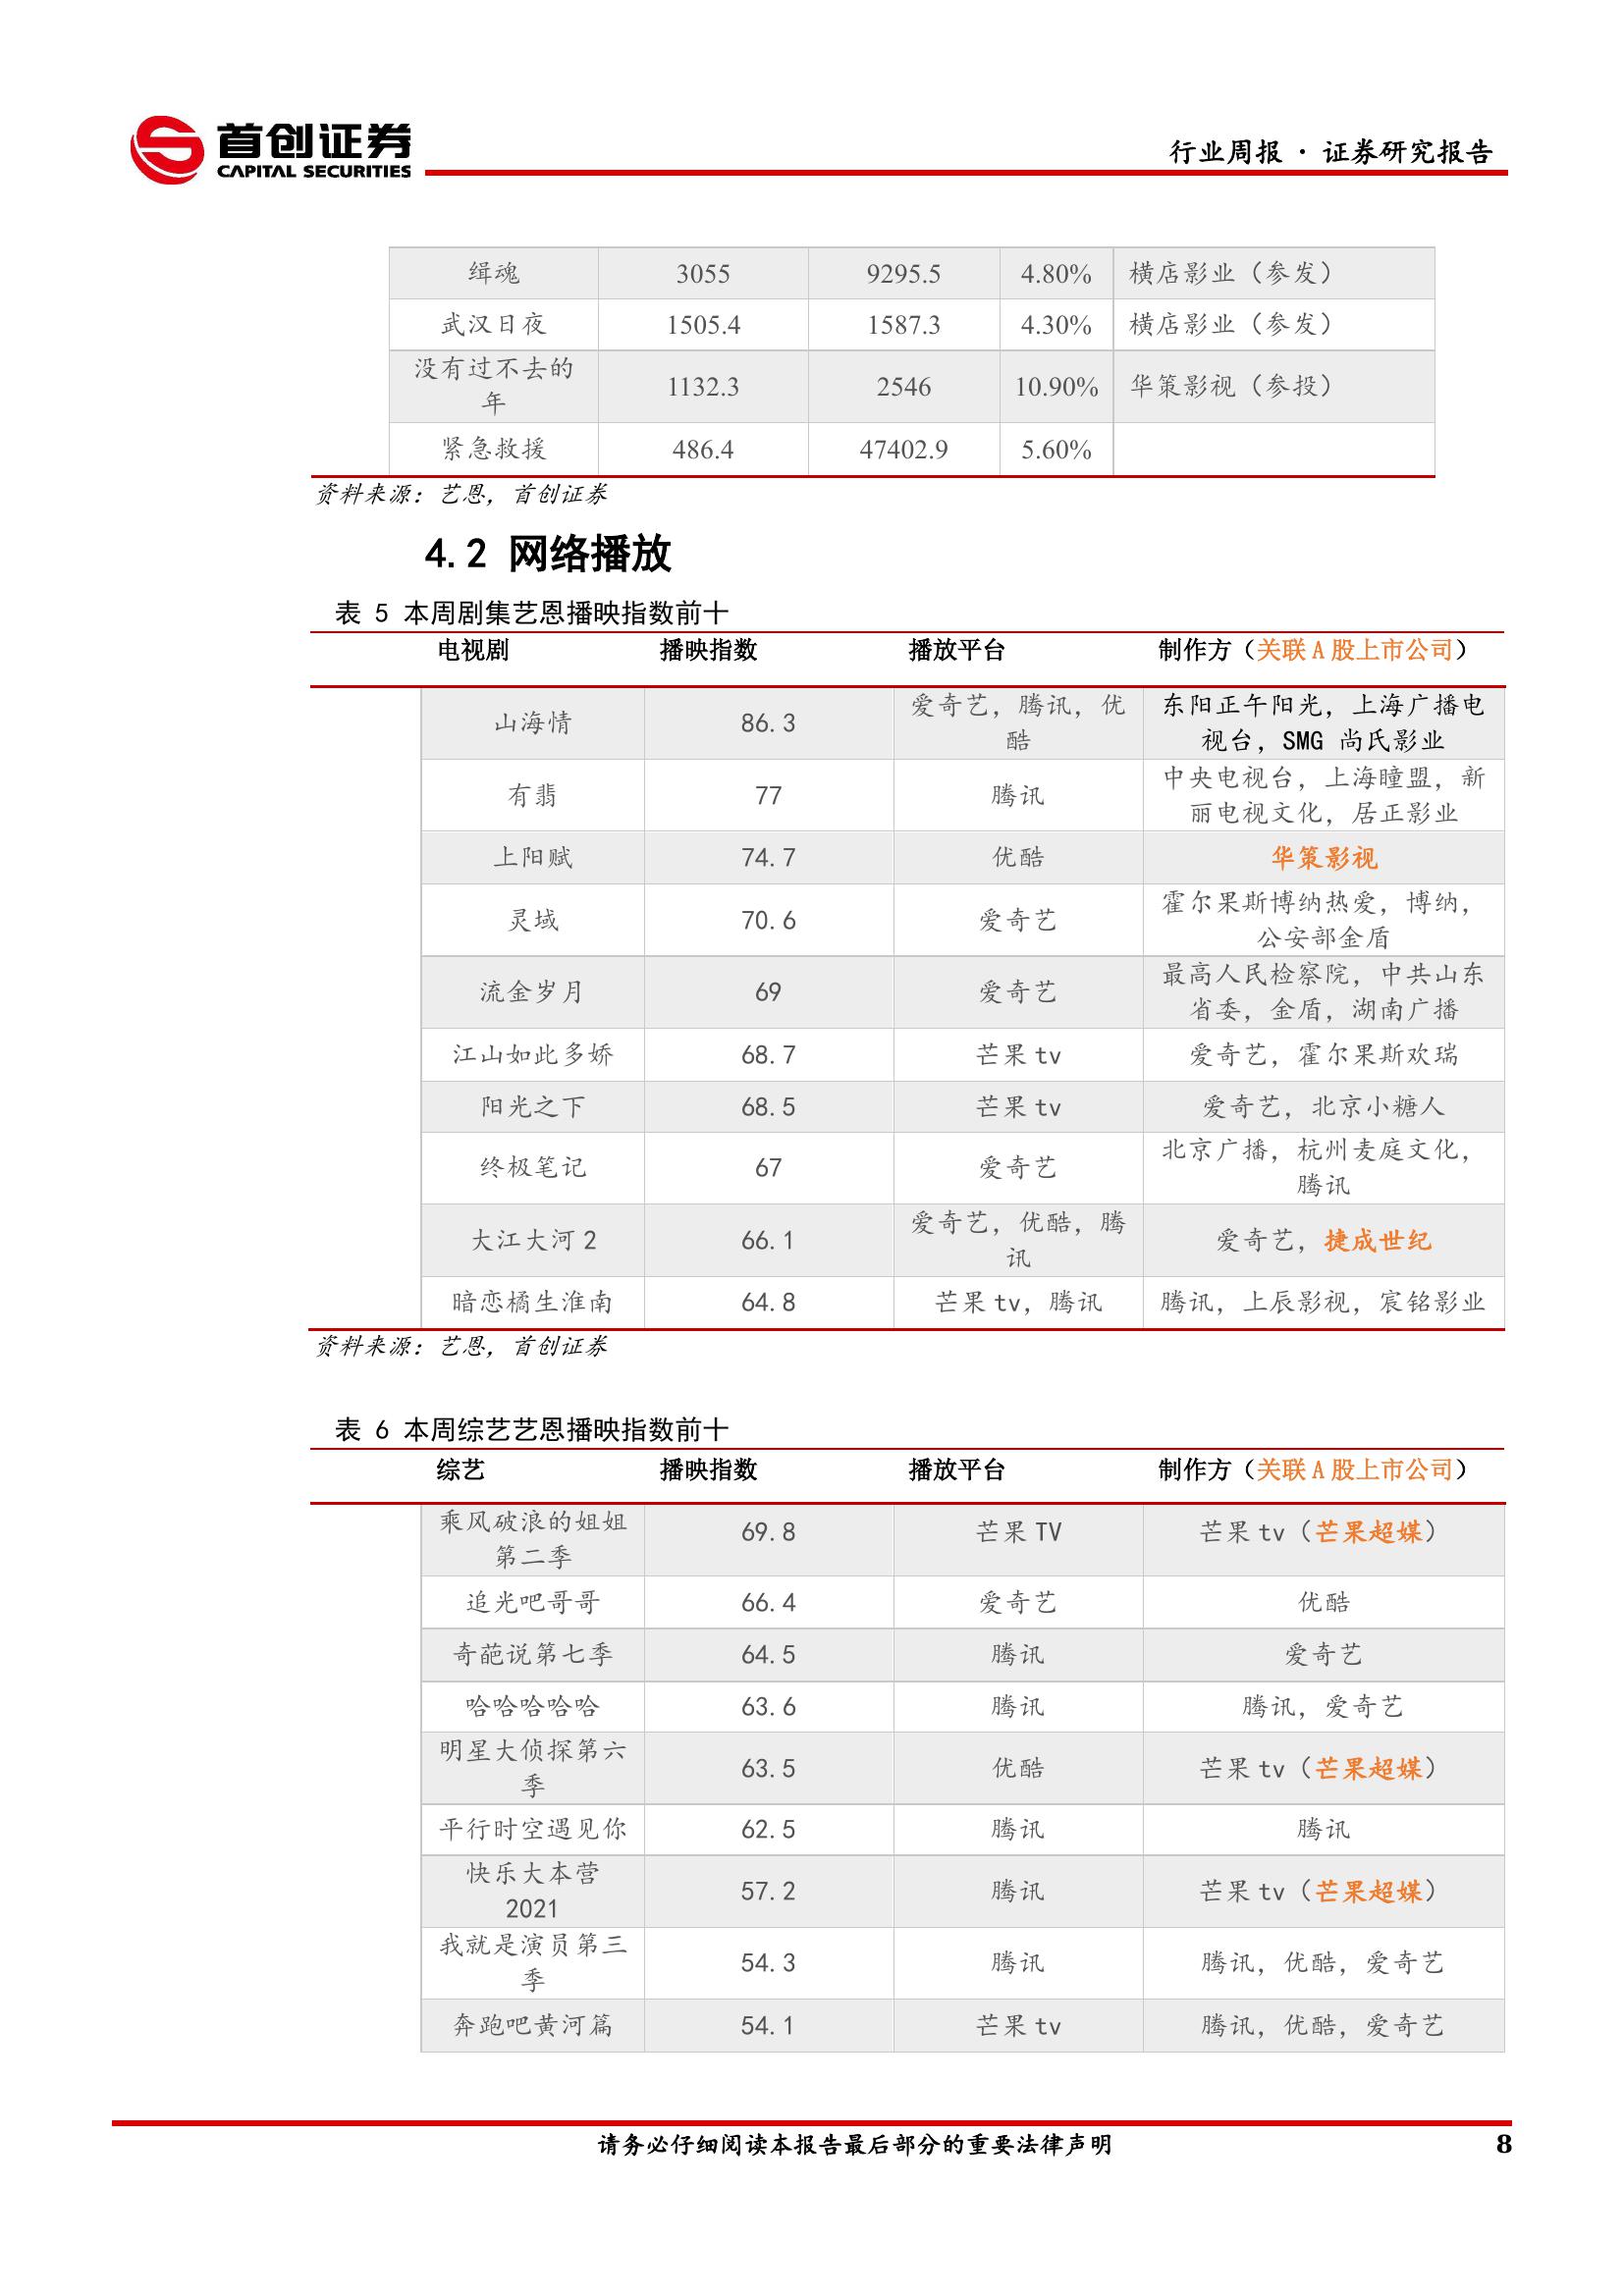 首创证券
CAPITAL SECURITIES
行业周报 · 证券研究报告
缉魂 3055 9295.5 4.80% 横店影业（参发）
武汉日夜 1505.4 1587.3 4.30% 横店影业（参发）
没有过不去的
年 1132.3 2546 10.90% 华策影视（参投）
紧急救援 486.4 47402.9 5.60%
资料来源：艺恩，首创证券
4.2 网络播放
表 5 本周剧集艺恩播映指数前十
电视剧 播映指数 播放平台 制作方（关联 A 股上市公司）
山海情 86.3 爱奇艺，腾讯，优
酷 东阳正午阳光，上海广播电
视台，SMG 尚氏影业
有翡 77 腾讯 中央电视台，上海瞳盟，新
丽电视文化，居正影业
上阳赋 74.7 优酷 华策影视
灵域 70.6 爱奇艺 霍尔果斯博纳热爱，博纳，
公安部金盾
流金岁月 69 爱奇艺 最高人民检察院，中共山东
省委，金盾，湖南广播
江山如此多娇 68.7 芒果 tv 爱奇艺，霍尔果斯欢瑞
阳光之下 68.5 芒果 tv 爱奇艺，北京小糖人
终极笔记 67 爱奇艺 北京广播，杭州麦庭文化，
腾讯
大江大河 2 66.1 爱奇艺，优酷，腾
讯 爱奇艺，捷成世纪
暗恋橘生淮南 64.8 芒果 tv，腾讯 腾讯，上辰影视，宸铭影业
资料来源：艺恩，首创证券
表 6 本周综艺艺恩播映指数前十
综艺 播映指数 播放平台 制作方（关联 A 股上市公司）
乘风破浪的姐姐
第二季 69.8 芒果 TV 芒果 tv（芒果超媒）
追光吧哥哥 66.4 爱奇艺 优酷
奇葩说第七季 64.5 腾讯 爱奇艺
哈哈哈哈哈 63.6 腾讯 腾讯，爱奇艺
明星大侦探第六
季 63.5 优酷 芒果 tv（芒果超媒）
平行时空遇见你 62.5 腾讯 腾讯
快乐大本营
2021 57.2 腾讯 芒果 tv（芒果超媒）
我就是演员第三
季 54.3 腾讯 腾讯，优酷，爱奇艺
奔跑吧黄河篇 54.1 芒果 tv 腾讯，优酷，爱奇艺
请务必仔细阅读本报告最后部分的重要法律声明 8